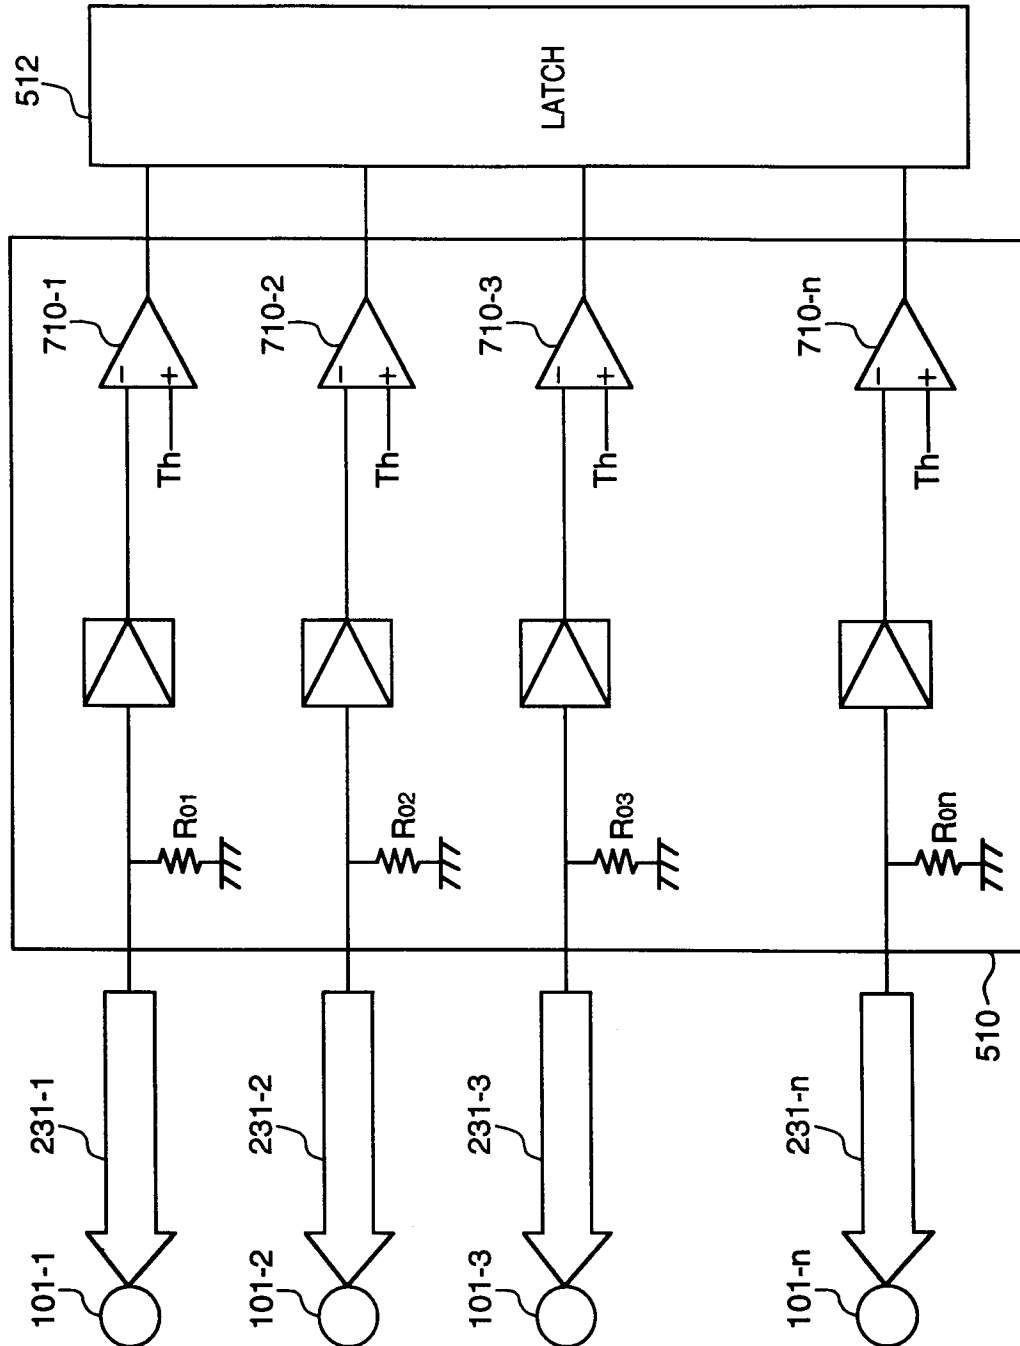 512
LATCH
710-1
710-2
710-3
710-n
− +
Th
− +
Th
− +
Th
− +
Th
R01
R02
R03
R0n
510
231-1
231-2
231-3
231-n
101-1
101-2
101-3
101-n